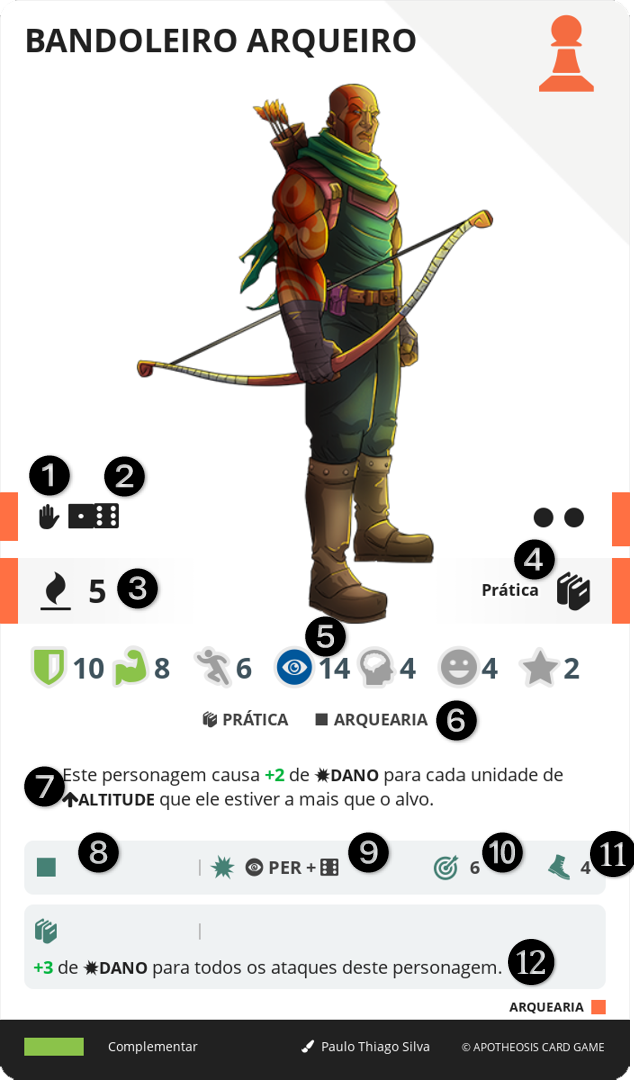 BANDOLEIRO ARQUEIRO
1 2
5 3
4
Prática
5
10 8 6 14 4 4 2
PRÁTICA ARQUEARIA 6
7 Este personagem causa +2 de DANO para cada unidade de
ALTITUDE que ele estiver a mais que o alvo.
8 | PER + 9 6 10 4 11
|
+3 de DANO para todos os ataques deste personagem. 12
ARQUEARIA
Complementar Paulo Thiago Silva © APOTHEOSIS CARD GAME